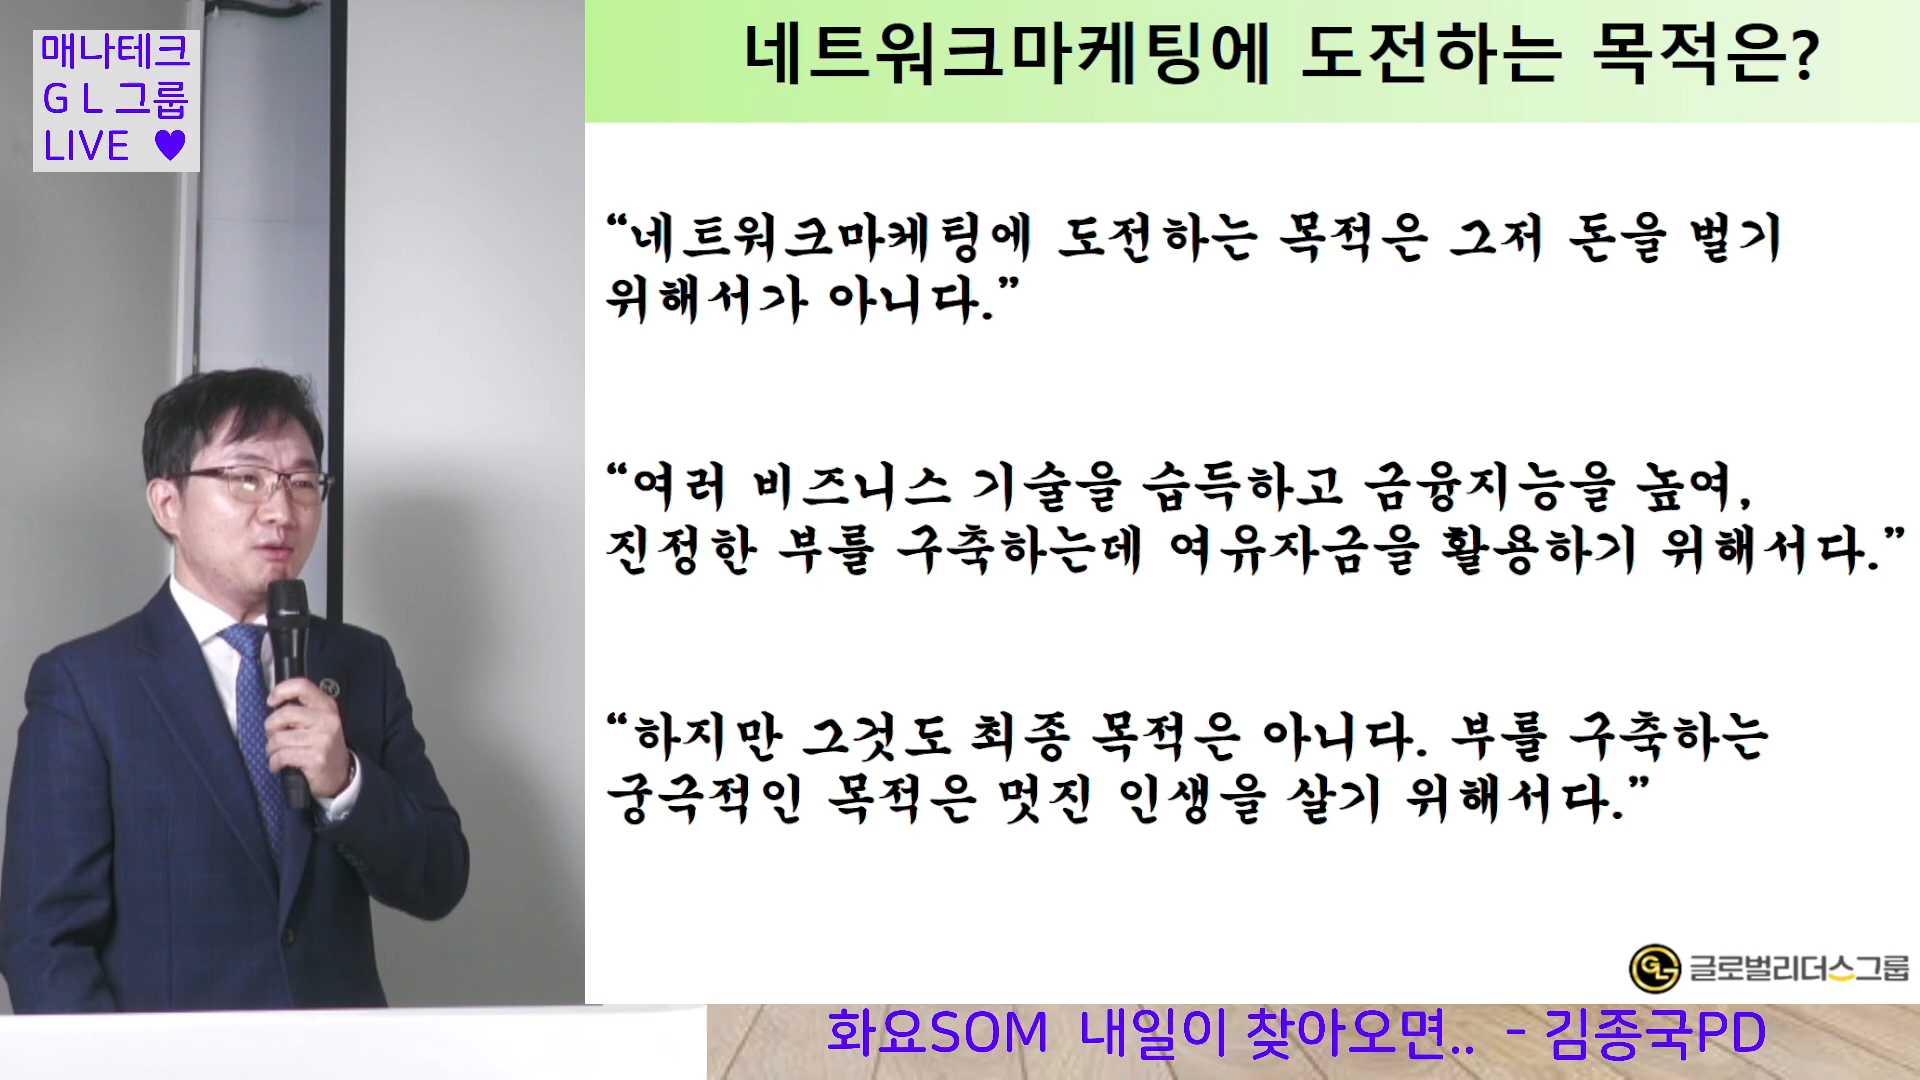 매나테크
G L 그룹
LIVE ♥
네트워크마케팅에 도전하는 목적은?
“네트워크마케팅에 도전하는 목적은 그저 돈을 벌기
위해서가 아니다.”
“여러 비즈니스 기술을 습득하고 금융지능을 높여,
진정한 부를 구축하는데 여유자금을 활용하기 위해서다.”
“하지만 그것도 최종 목적은 아니다. 부를 구축하는
궁극적인 목적은 멋진 인생을 살기 위해서다.”
GL 글로벌리더스그룹
화요SOM 내일이 찾아오면.. - 김종국PD